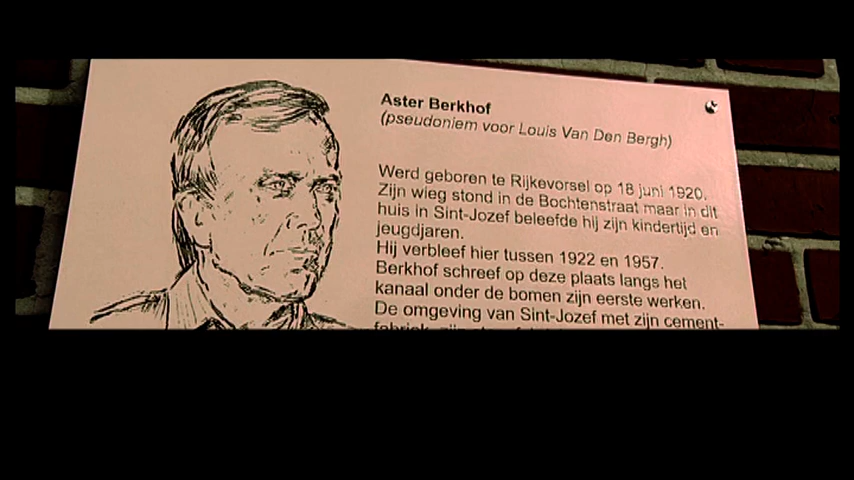 Aster Berkhof
(pseudoniem voor Louis Van Den Bergh)
Werd geboren te Rijkevorsel op 18 juni 1920.
Zijn wieg stond in de Bochtenstraat maar in dit
huis in Sint-Jozef beleefde hij zijn kindertijd en
jeugdjaren.
Hij verbleef hier tussen 1922 en 1957.
Berkhof schreef op deze plaats langs het
kanaal onder de bomen zijn eerste werken.
De omgeving van Sint-Jozef met zijn cement-